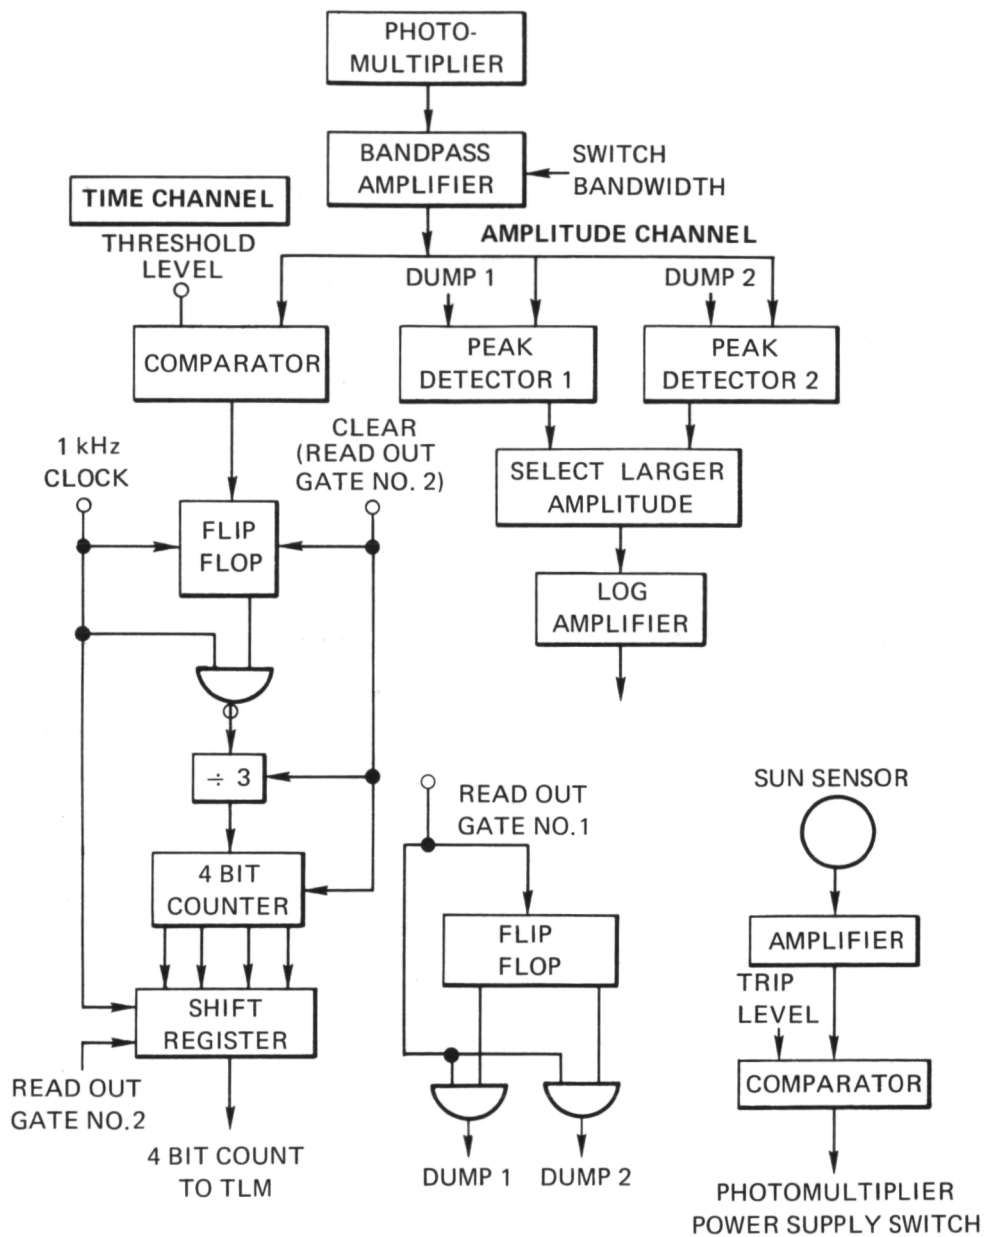 PHOTO-
MULTIPLIER
BANDPASS
AMPLIFIER
SWITCH
BANDWIDTH
TIME CHANNEL
THRESHOLD
LEVEL
AMPLITUDE CHANNEL
DUMP 1
DUMP 2
COMPARATOR
PEAK
DETECTOR 1
PEAK
DETECTOR 2
1 kHz
CLOCK
CLEAR
(READ OUT
GATE NO. 2)
SELECT LARGER
AMPLITUDE
FLIP
FLOP
LOG
AMPLIFIER
÷ 3
READ OUT
GATE NO.1
SUN SENSOR
4 BIT
COUNTER
FLIP
FLOP
AMPLIFIER
TRIP
LEVEL
SHIFT
REGISTER
COMPARATOR
READ OUT
GATE NO.2
4 BIT COUNT
TO TLM
DUMP 1
DUMP 2
PHOTOMULTIPLIER
POWER SUPPLY SWITCH